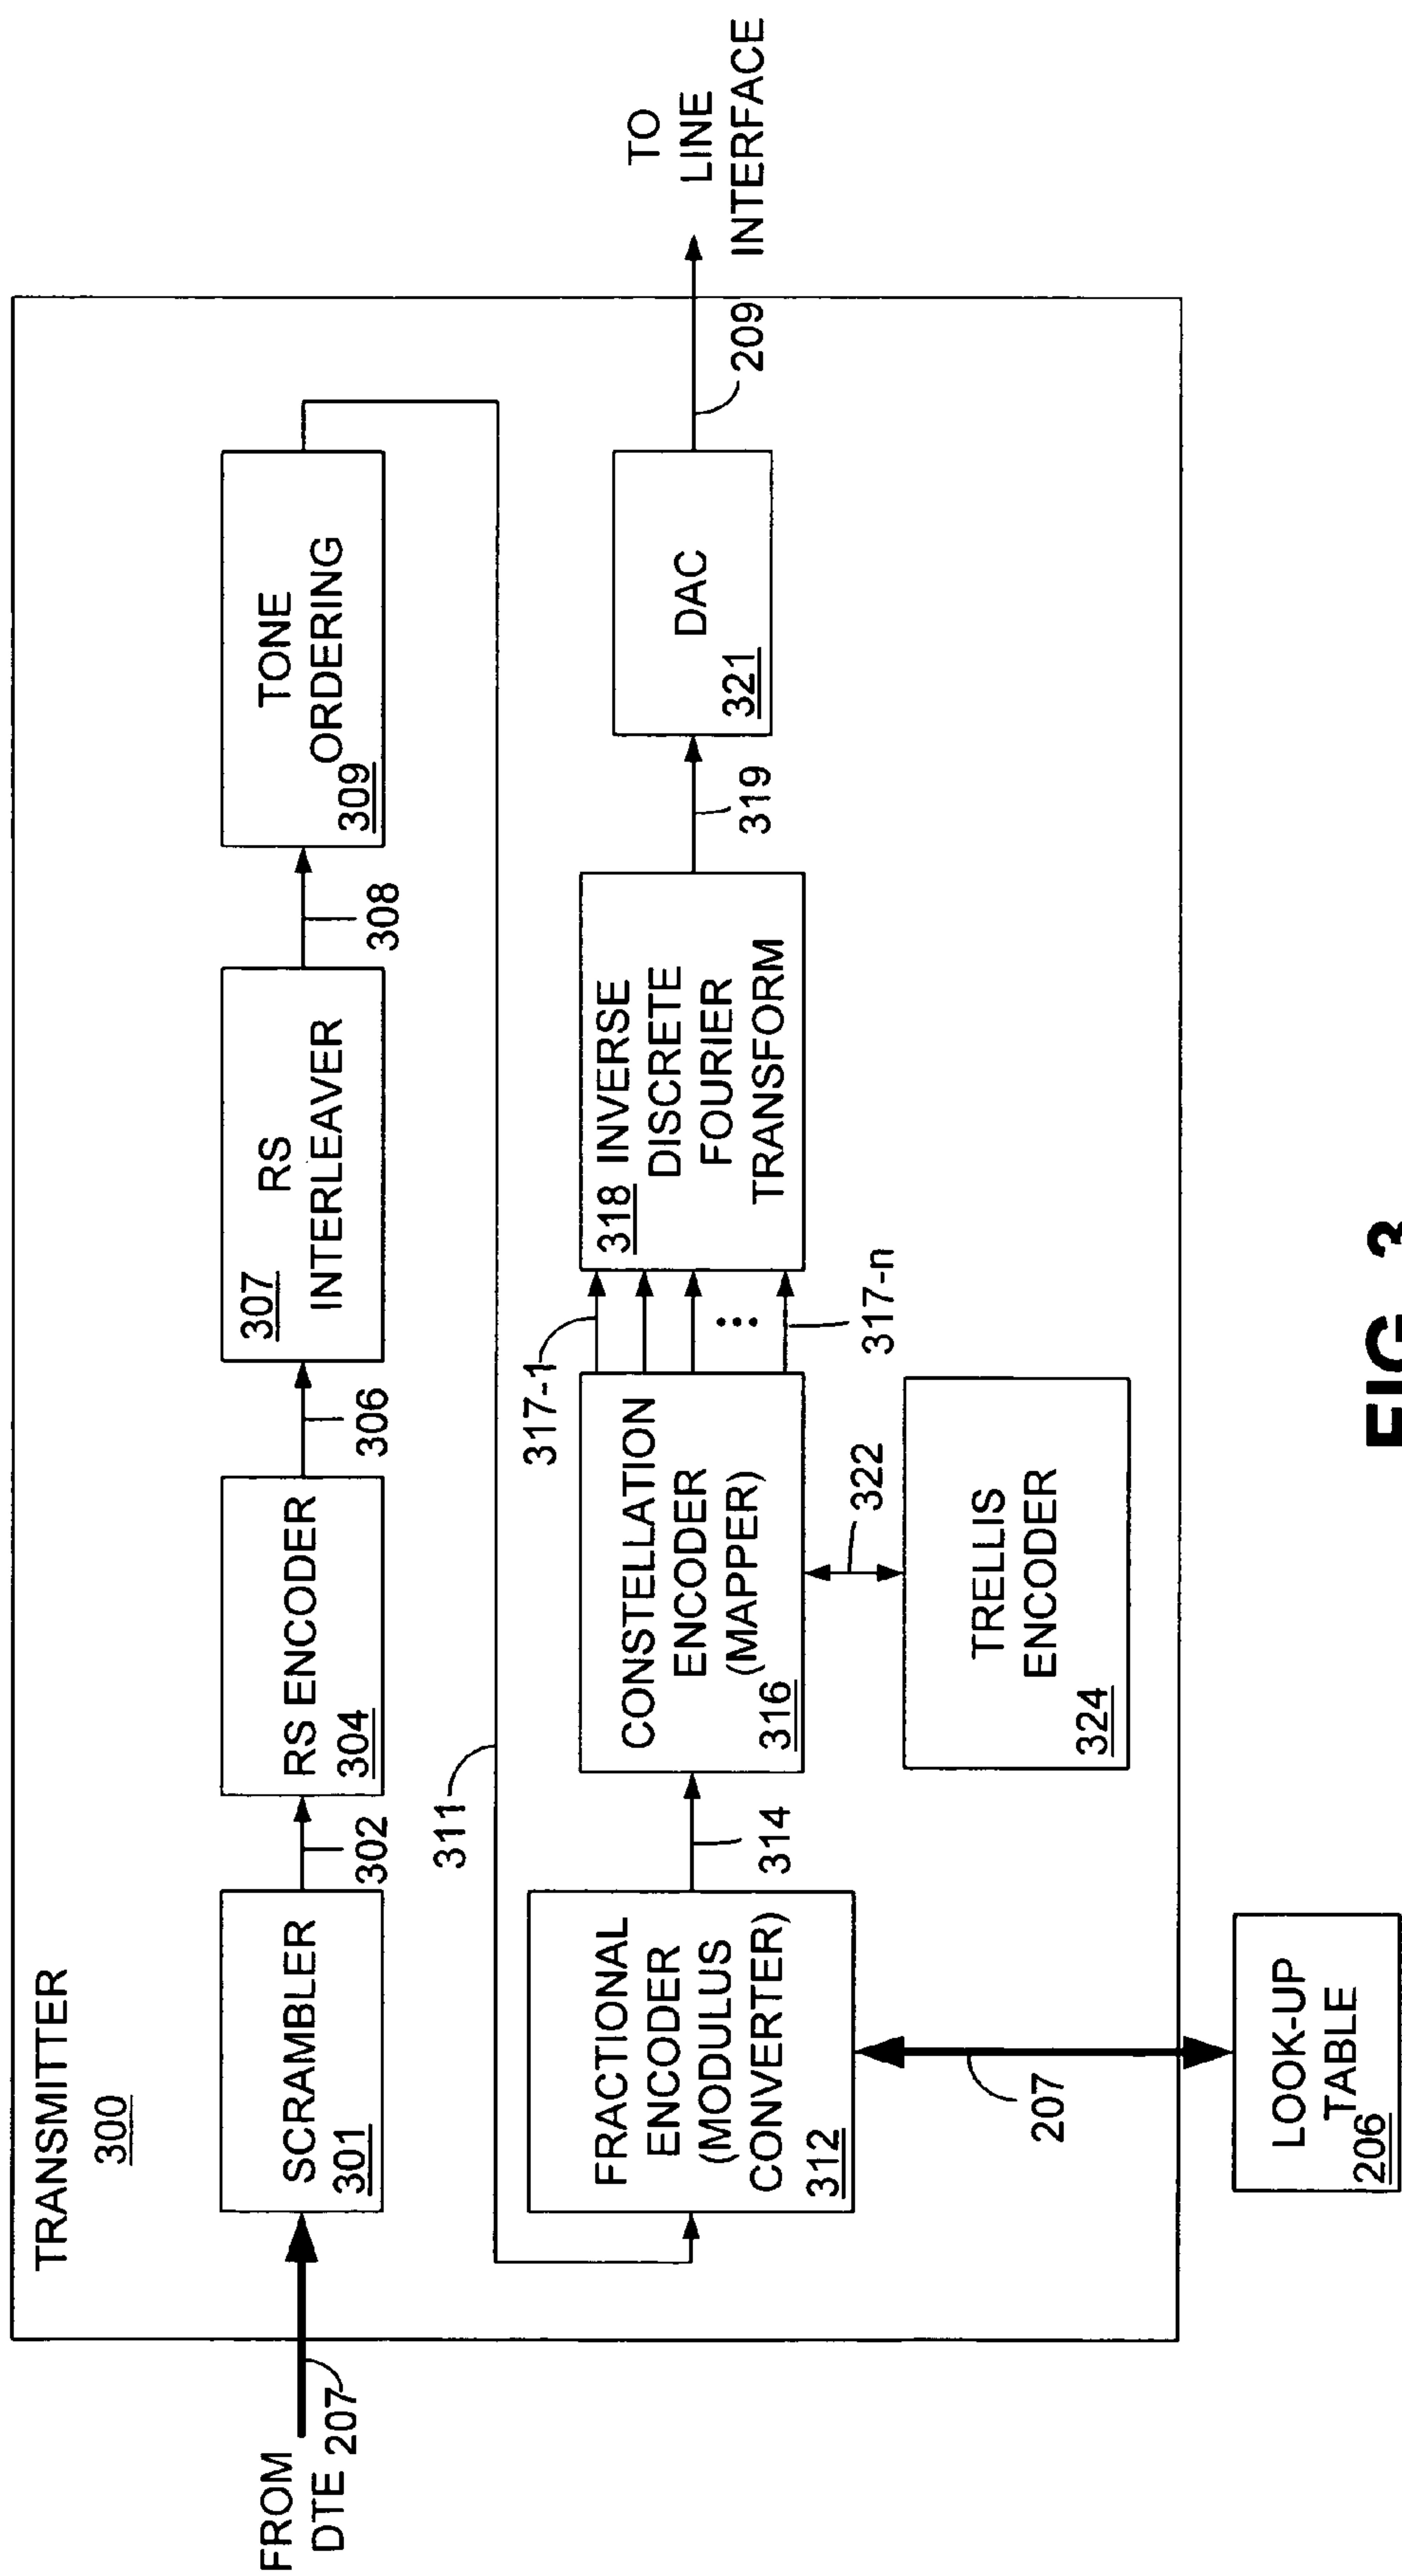 TRANSMITTER
300
FROM
DTE 207
SCRAMBLER
301
302
RS ENCODER
304
306
307
RS
INTERLEAVER
308
TONE
ORDERING
309
311
FRACTIONAL
ENCODER
(MODULUS
CONVERTER)
312
314
CONSTELLATION
ENCODER
(MAPPER)
316
317-1
317-n
318 INVERSE
DISCRETE
FOURIER
TRANSFORM
319
DAC
321
209
TO
LINE
INTERFACE
322
TRELLIS
ENCODER
324
207
LOOK-UP
TABLE
206
FIG. 3